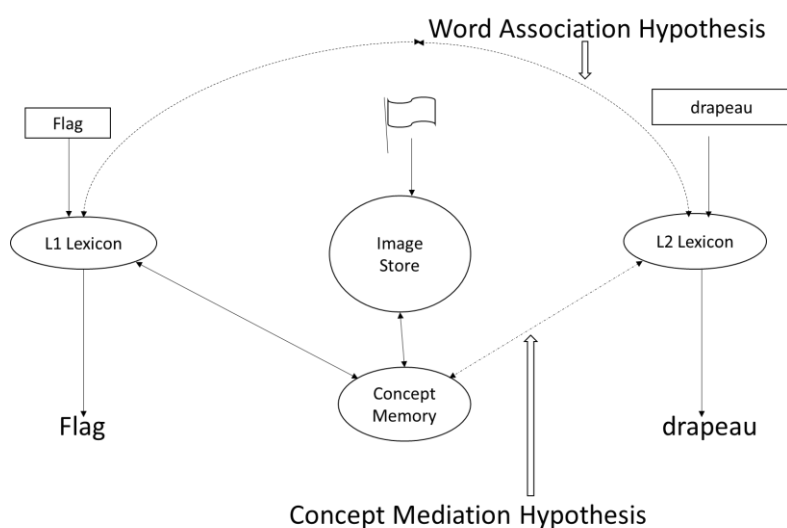 Word Association Hypothesis
Flag
drapeau
L1 Lexicon
Image
Store
L2 Lexicon
Concept
Memory
Flag
drapeau
Concept Mediation Hypothesis